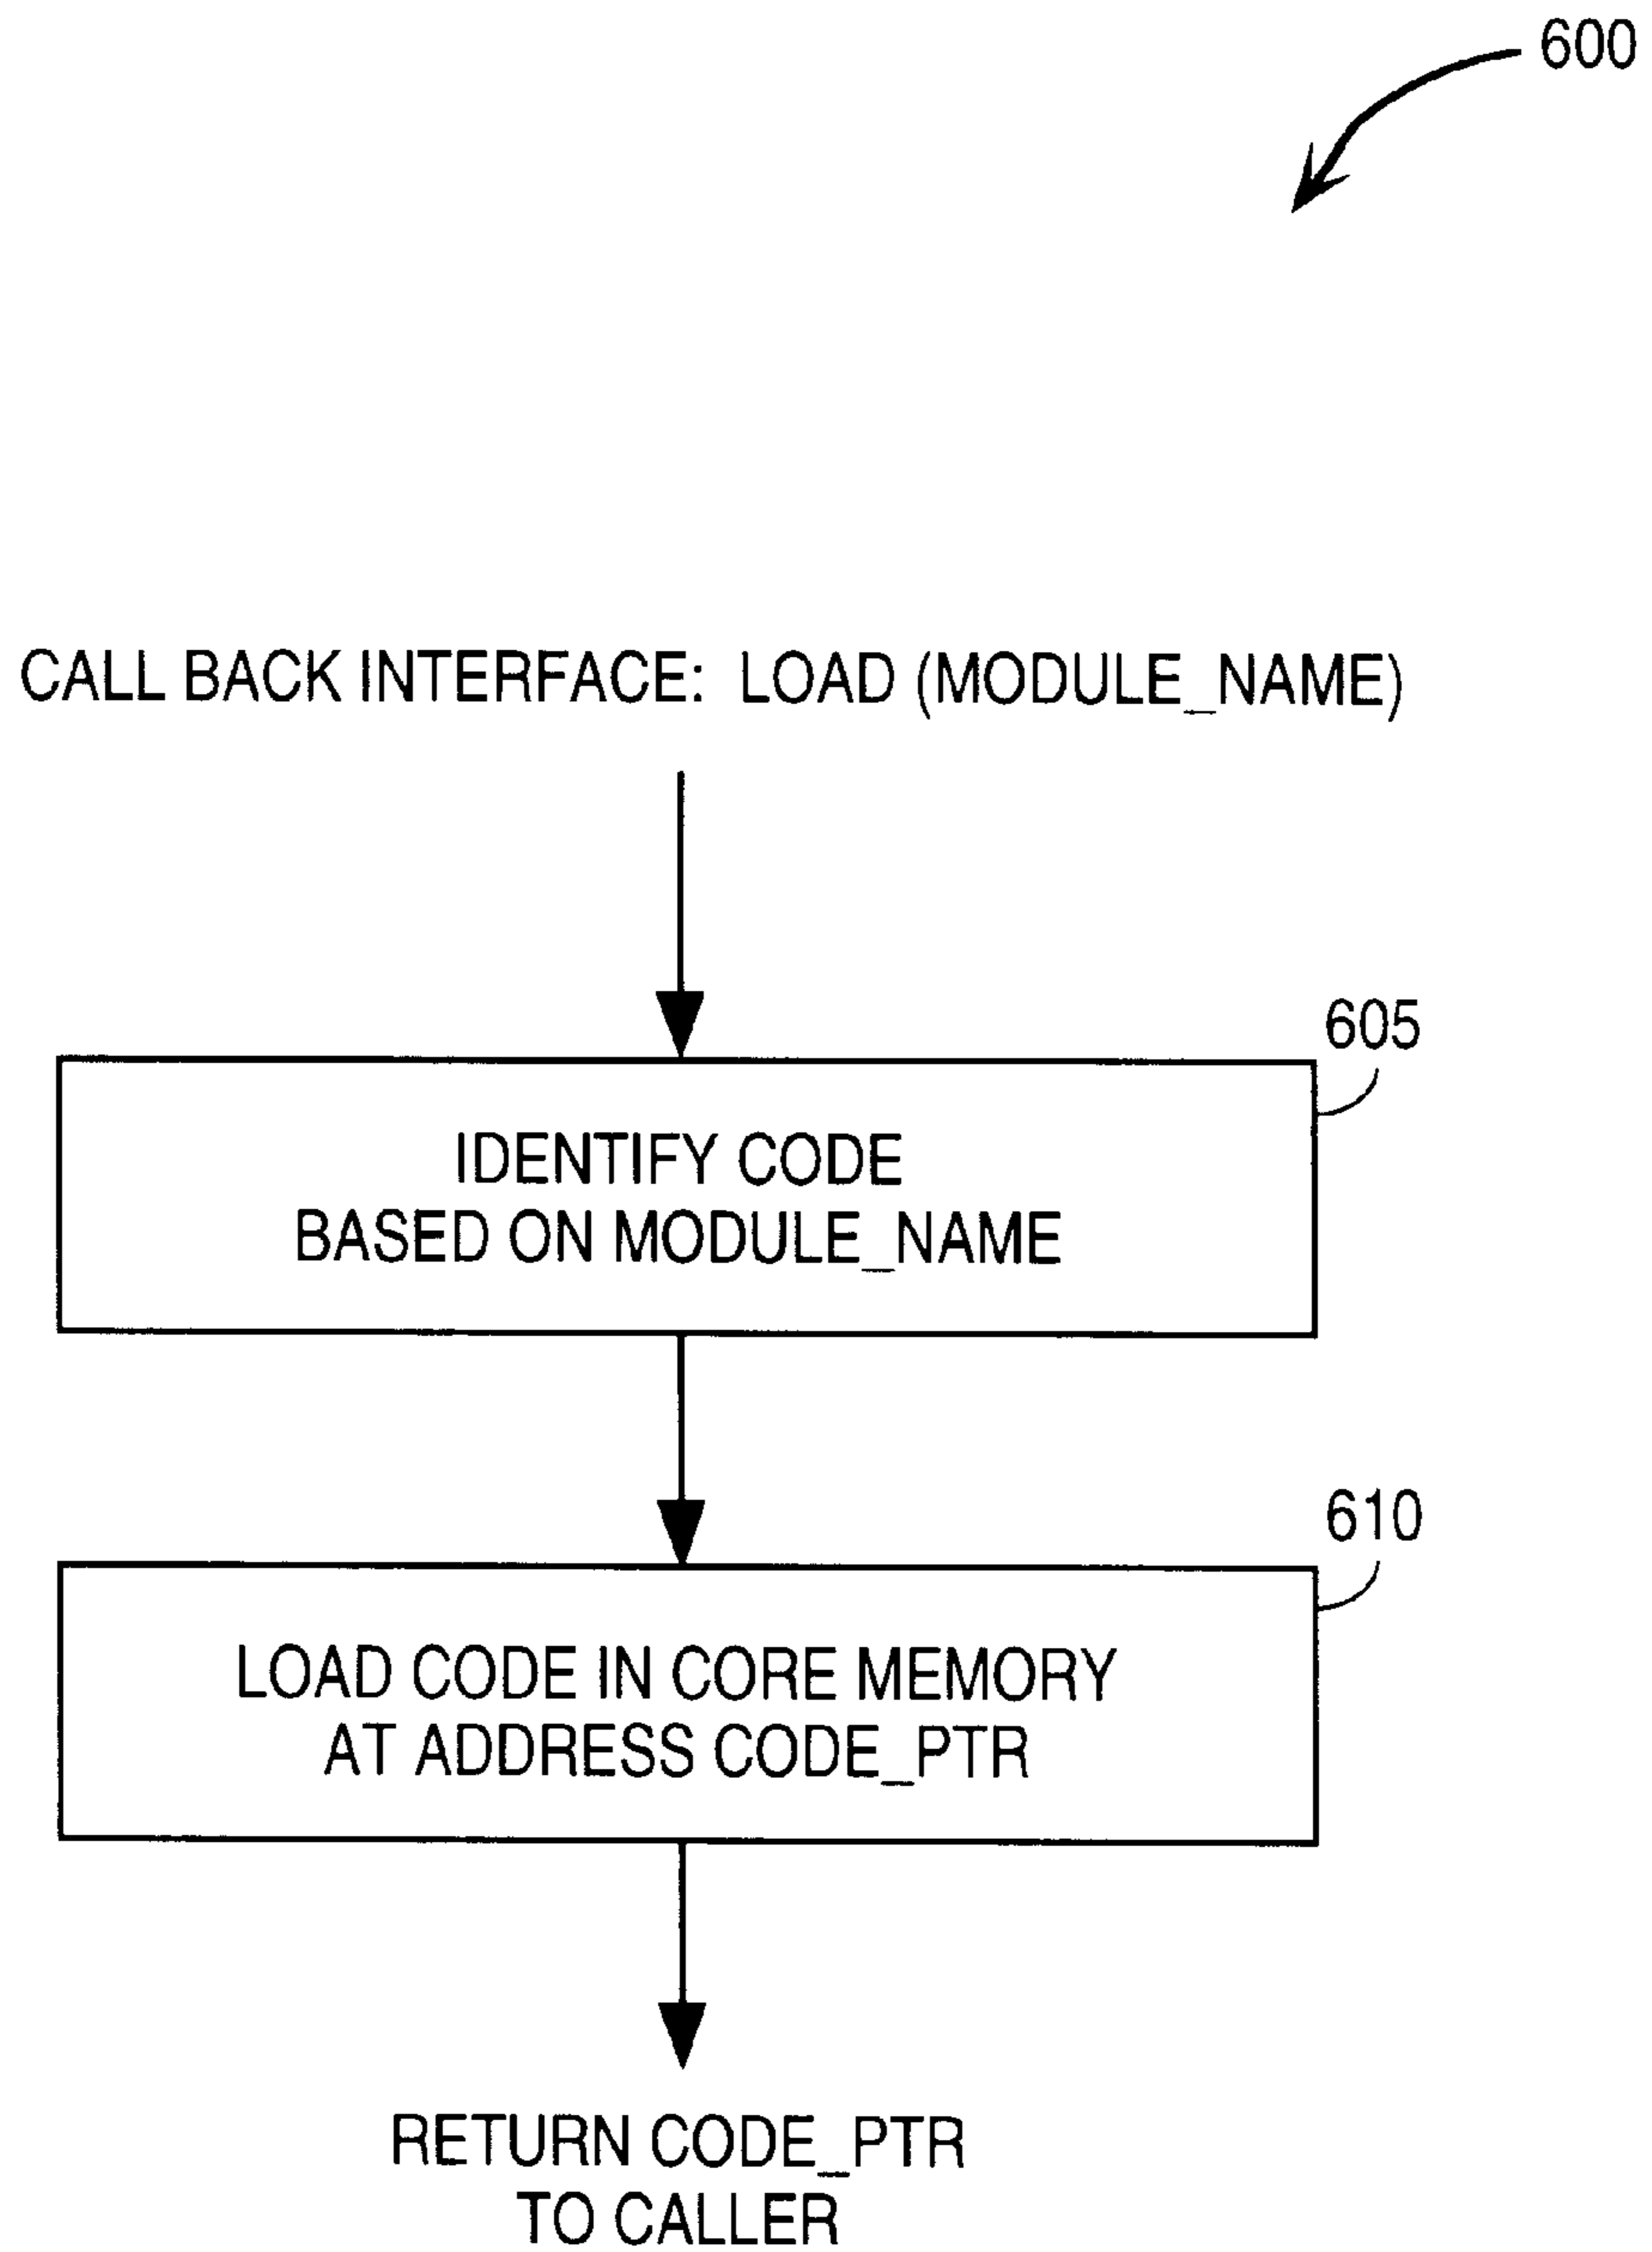 600
CALL BACK INTERFACE: LOAD (MODULE_NAME)
605
IDENTIFY CODE
BASED ON MODULE_NAME
610
LOAD CODE IN CORE MEMORY
AT ADDRESS CODE_PTR
RETURN CODE_PTR
TO CALLER